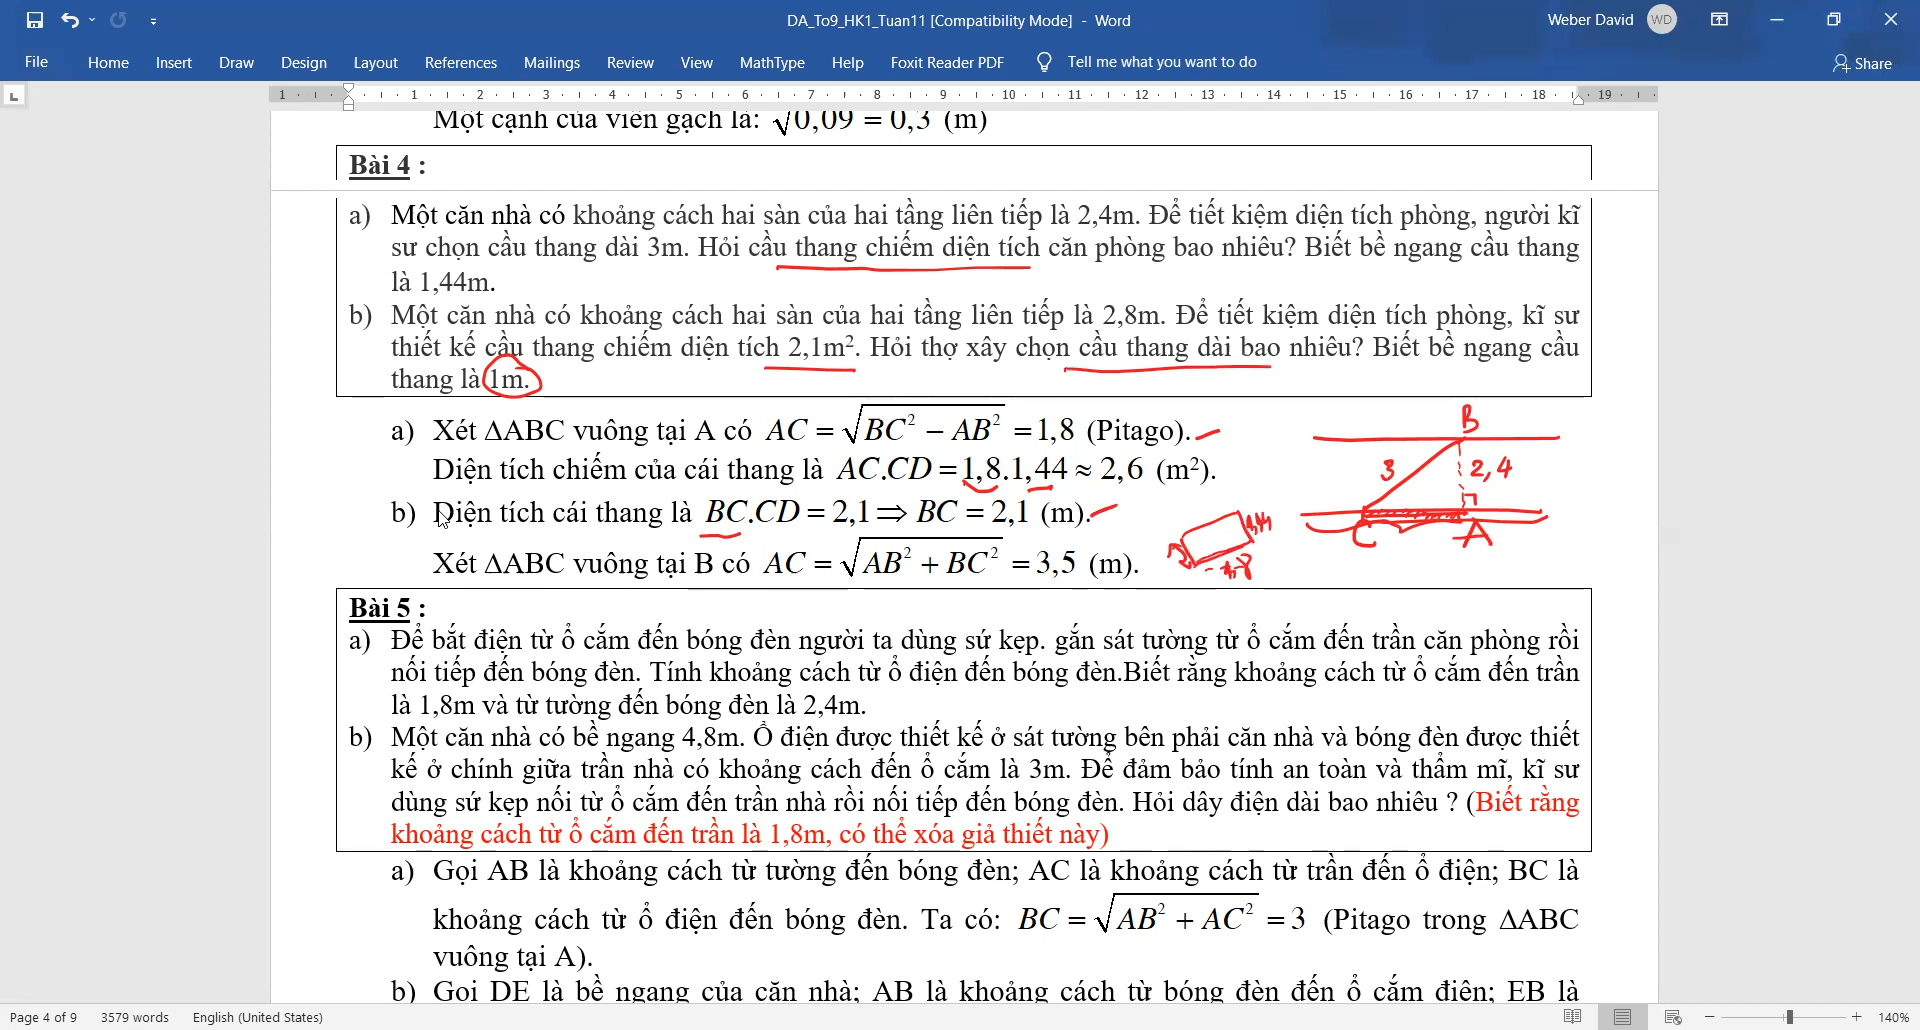 DA_To9_HK1_Tuan11 [Compatibility Mode] - Word
Weber David WD
File Home Insert Draw Design Layout References Mailings Review View MathType Help Foxit Reader PDF Tell me what you want to do Share
1 1 2 3 4 5 6 7 8 9 10 11 12 13 14 15 16 17 18 19
Một cạnh của viên gạch là: √0,09 = 0,3 (m)
Bài 4 :
a) Một căn nhà có khoảng cách hai sàn của hai tầng liên tiếp là 2,4m. Để tiết kiệm diện tích phòng, người kĩ
sư chọn cầu thang dài 3m. Hỏi cầu thang chiếm diện tích căn phòng bao nhiêu? Biết bề ngang cầu thang
là 1,44m.
b) Một căn nhà có khoảng cách hai sàn của hai tầng liên tiếp là 2,8m. Để tiết kiệm diện tích phòng, kĩ sư
thiết kế cầu thang chiếm diện tích 2,1m². Hỏi thợ xây chọn cầu thang dài bao nhiêu? Biết bề ngang cầu
thang là 1m.
a) Xét ΔABC vuông tại A có AC = √(BC² − AB²) = 1,8 (Pitago).
B
Diện tích chiếm của cái thang là AC.CD = 1,8.1,44 ≈ 2,6 (m²).
3 2,4
b) Diện tích cái thang là BC.CD = 2,1 ⇒ BC = 2,1 (m).
C A
Xét ΔABC vuông tại B có AC = √(AB² + BC²) = 3,5 (m).
Bài 5 :
a) Để bắt điện từ ổ cắm đến bóng đèn người ta dùng sứ kẹp. gắn sát tường từ ổ cắm đến trần căn phòng rồi
nối tiếp đến bóng đèn. Tính khoảng cách từ ổ điện đến bóng đèn.Biết rằng khoảng cách từ ổ cắm đến trần
là 1,8m và từ tường đến bóng đèn là 2,4m.
b) Một căn nhà có bề ngang 4,8m. Ổ điện được thiết kế ở sát tường bên phải căn nhà và bóng đèn được thiết
kế ở chính giữa trần nhà có khoảng cách đến ổ cắm là 3m. Để đảm bảo tính an toàn và thẩm mĩ, kĩ sư
dùng sứ kẹp nối từ ổ cắm đến trần nhà rồi nối tiếp đến bóng đèn. Hỏi dây điện dài bao nhiêu ? (Biết rằng
khoảng cách từ ổ cắm đến trần là 1,8m, có thể xóa giả thiết này)
a) Gọi AB là khoảng cách từ tường đến bóng đèn; AC là khoảng cách từ trần đến ổ điện; BC là
khoảng cách từ ổ điện đến bóng đèn. Ta có: BC = √(AB² + AC²) = 3 (Pitago trong ΔABC
vuông tại A).
b) Gọi DE là bề ngang của căn nhà; AB là khoảng cách từ bóng đèn đến ổ cắm điện; EB là
Page 4 of 9 3579 words English (United States) 140%